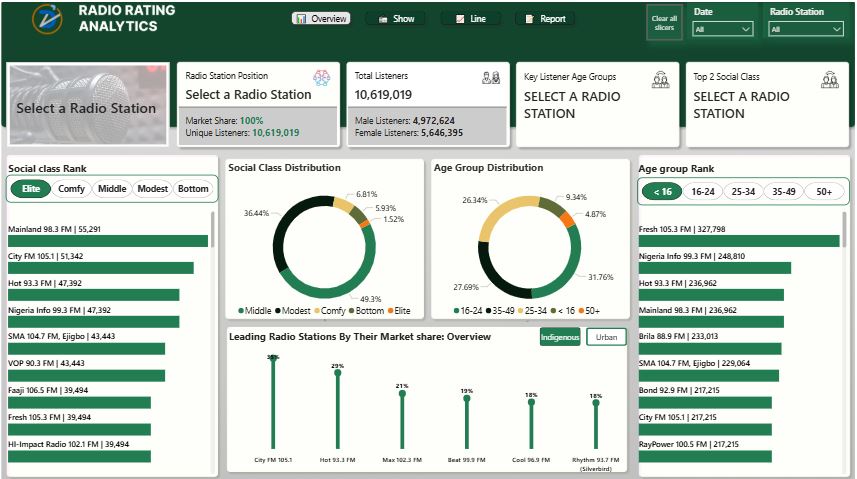 RADIO RATING
ANALYTICS
Overview
Show
Line
Report
Clear all
slicers
Date
All
Radio Station
All
Select a Radio Station
Radio Station Position
Select a Radio Station
Market Share: 100%
Unique Listeners: 10,619,019
Total Listeners
10,619,019
Male Listeners: 4,972,624
Female Listeners: 5,646,395
Key Listener Age Groups
SELECT A RADIO
STATION
Top 2 Social Class
SELECT A RADIO
STATION
Social class Rank
Elite Comfy Middle Modest Bottom
Mainland 98.3 FM | 55,291
City FM 105.1 | 51,342
Hot 93.3 FM | 47,392
Nigeria Info 99.3 FM | 47,392
SMA 104.7 FM, Ejigbo | 43,443
VOP 90.3 FM | 43,443
Faaji 106.5 FM | 39,494
Fresh 105.3 FM | 39,494
HI-Impact Radio 102.1 FM | 39,494
Social Class Distribution
6.81%
5.93%
1.52%
36.44%
49.3%
Middle Modest Comfy Bottom Elite
Age Group Distribution
26.34%
9.34%
4.87%
31.76%
27.69%
16-24 35-49 25-34 < 16 50+
Leading Radio Stations By Their Market share: Overview
Indigenous
Urban
29%
21%
19%
18%
18%
City FM 105.1
Hot 93.3 FM
Max 102.3 FM
Beat 99.9 FM
Cool 96.9 FM
Rhythm 93.7 FM
(Silverbird)
Age group Rank
< 16 16-24 25-34 35-49 50+
Fresh 105.3 FM | 327,798
Nigeria Info 99.3 FM | 248,810
Hot 93.3 FM | 236,962
Mainland 98.3 FM | 236,962
Brila 88.9 FM | 233,013
SMA 104.7 FM, Ejigbo | 229,064
Bond 92.9 FM | 217,215
City FM 105.1 | 217,215
RayPower 100.5 FM | 217,215